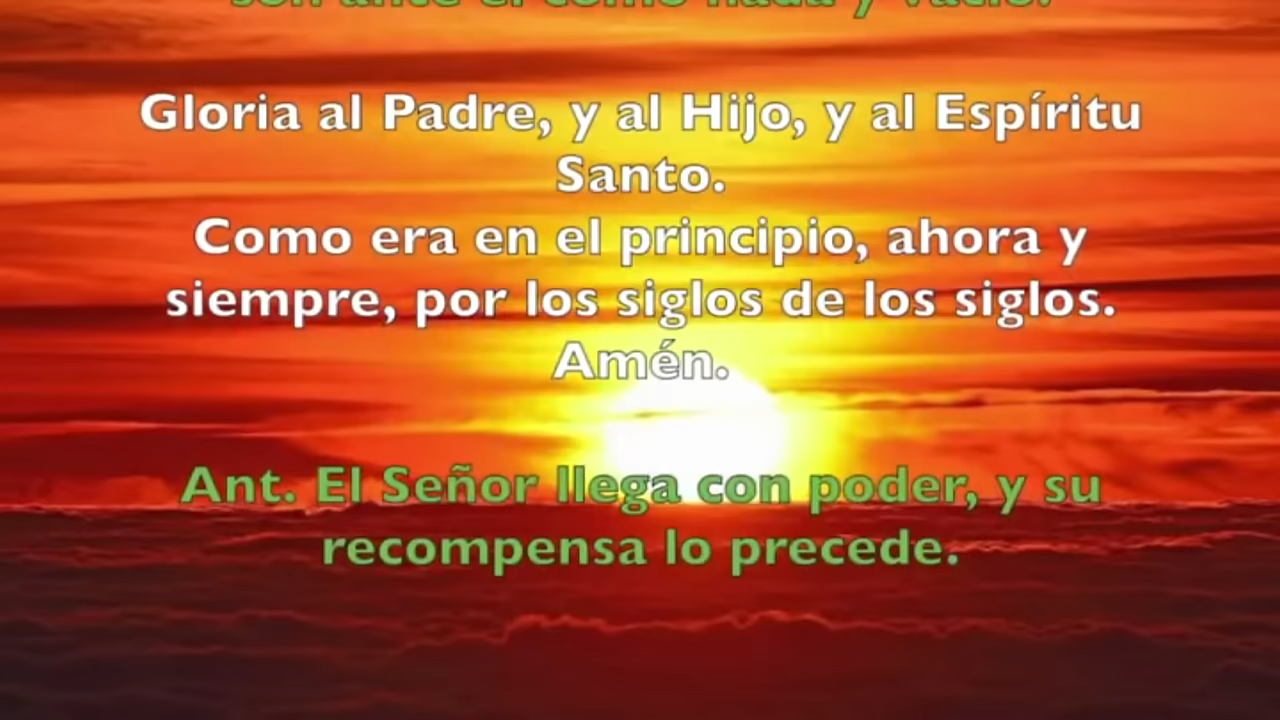 son ante él como nada y vacío.
Gloria al Padre, y al Hijo, y al Espíritu
Santo.
Como era en el principio, ahora y
siempre, por los siglos de los siglos.
Amén.
Ant. El Señor llega con poder, y su
recompensa lo precede.